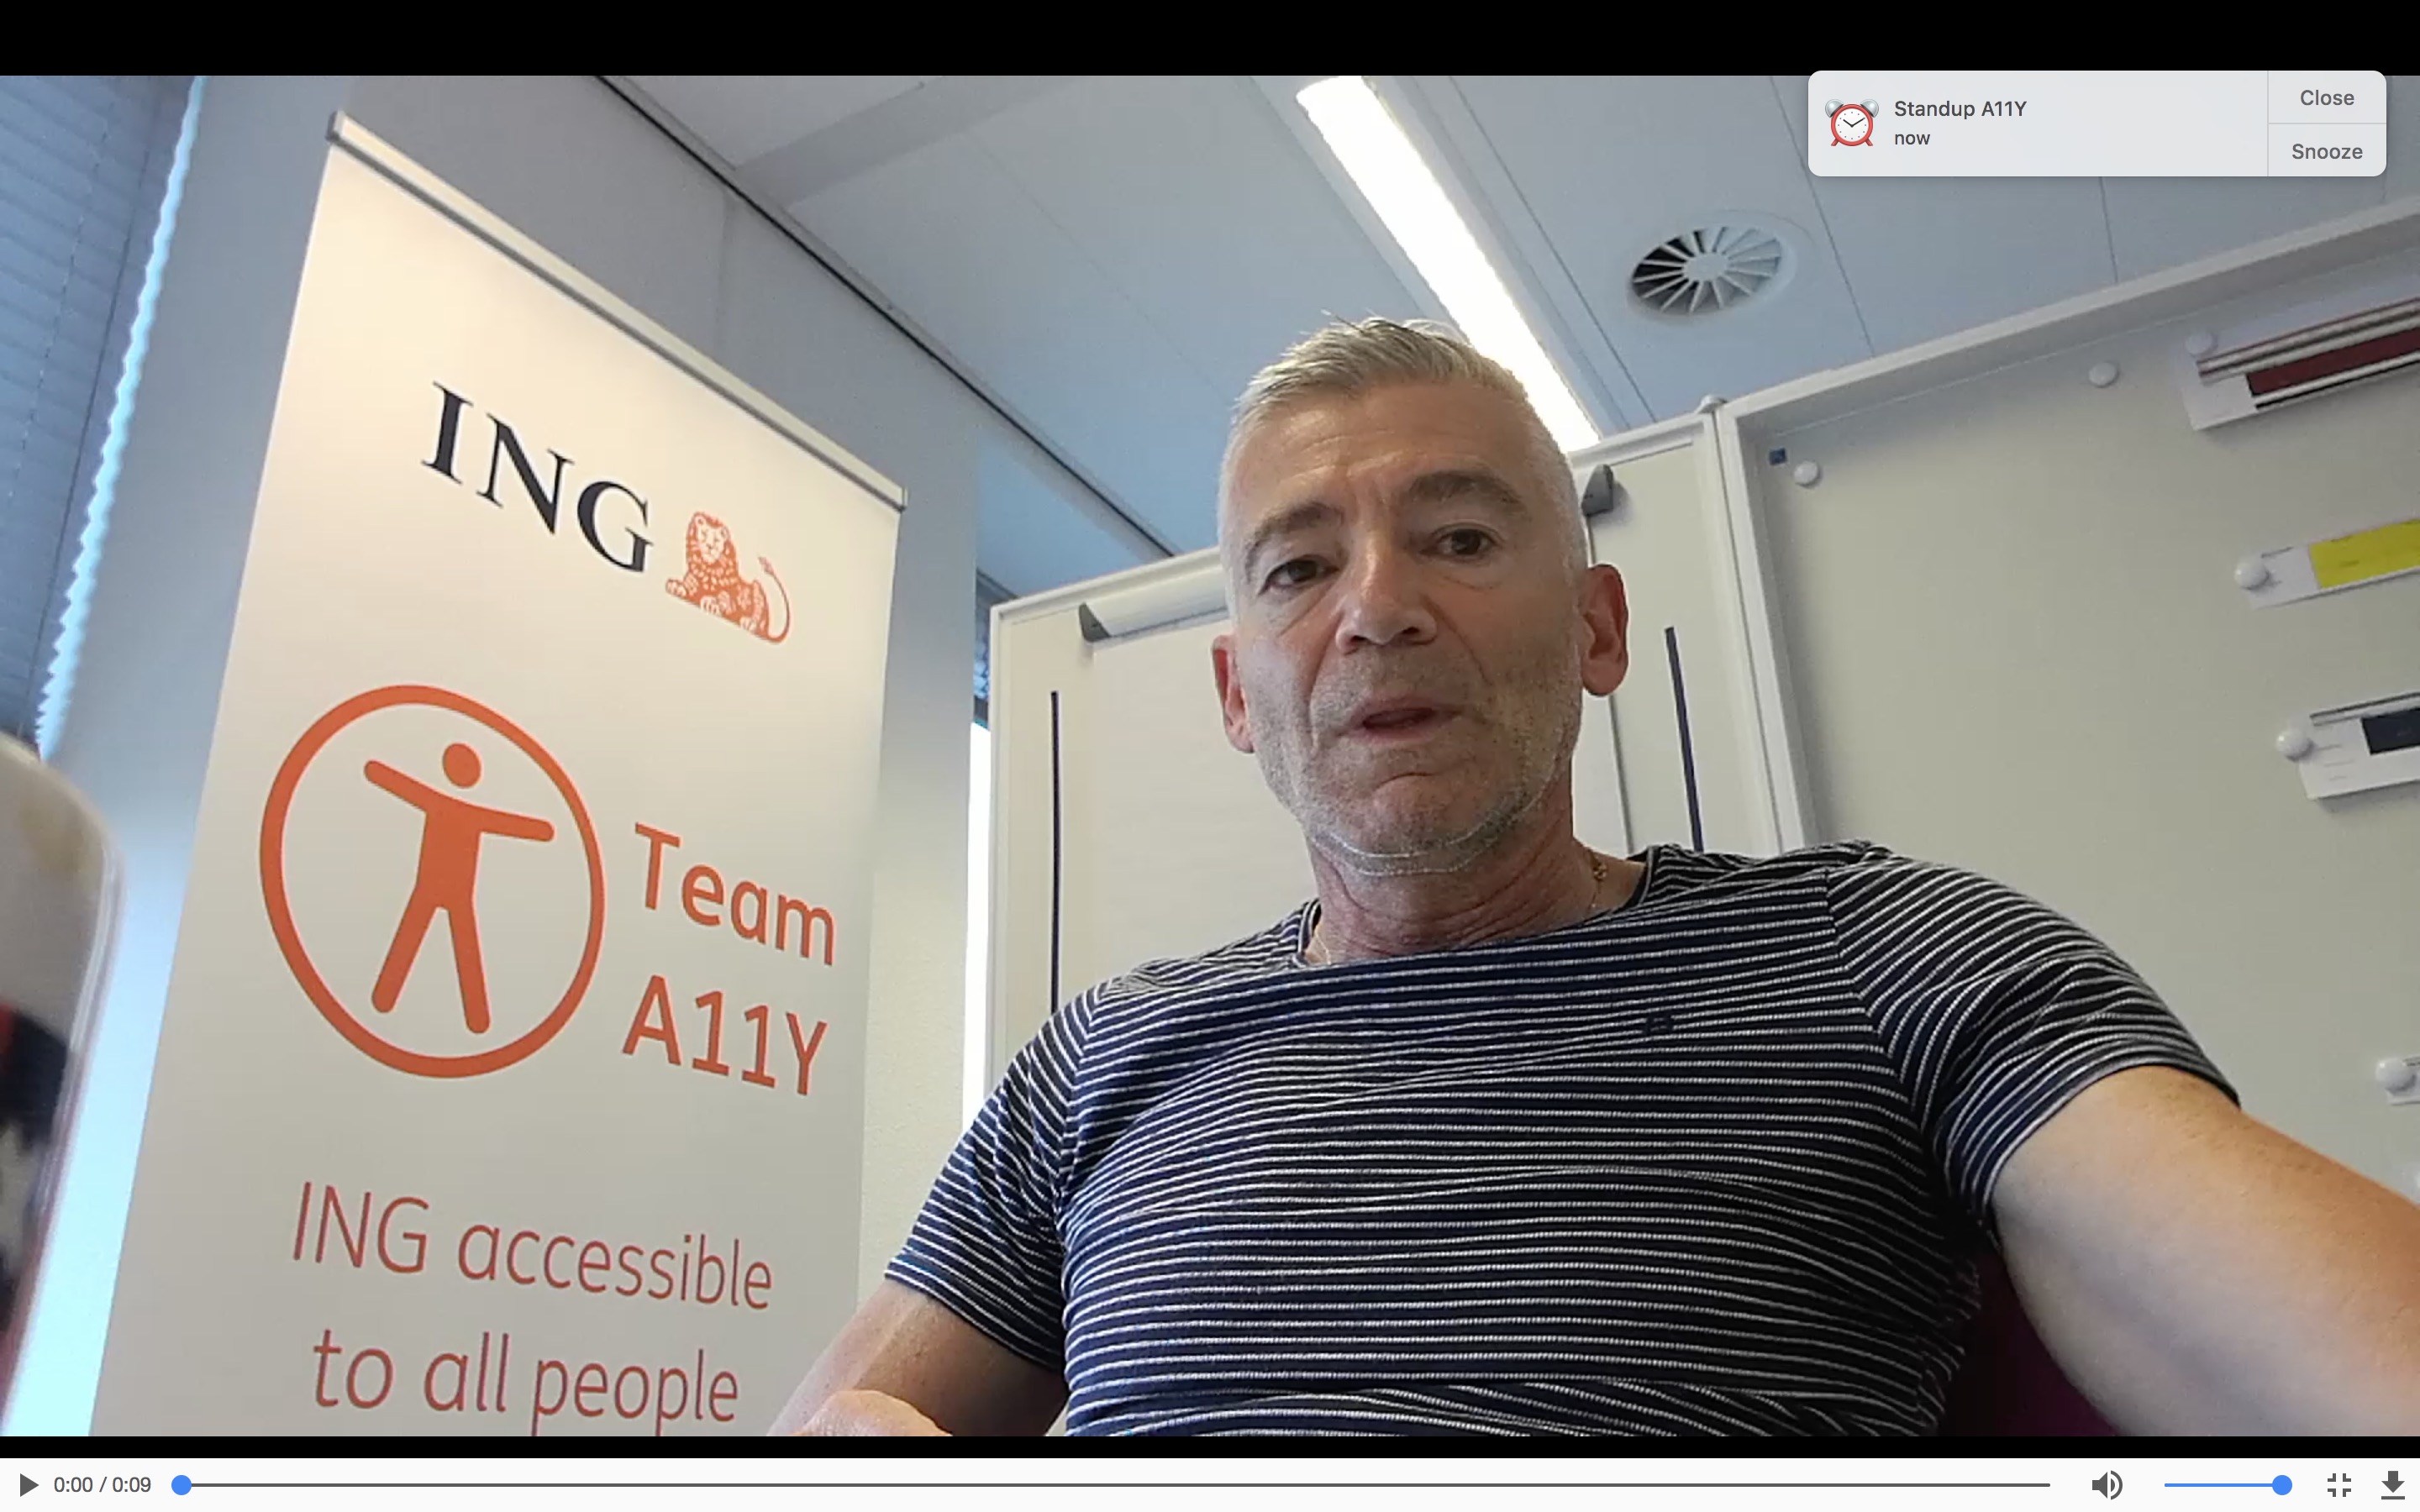 Standup A11Y
now
Close
Snooze
ING
Team
A11Y
ING accessible
to all people
0:00 / 0:09